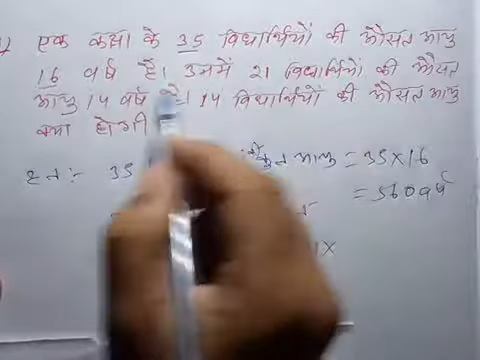 एक कक्षा के 35 विद्यार्थियों की औसत आयु
16 वर्ष है। उनमें 21 विद्यार्थियों की औसत
आयु 14 वर्ष है। 14 विद्यार्थियों की औसत आयु
क्या होगी
हल :- 35 कुल आयु = 35 × 16
= 560 वर्ष